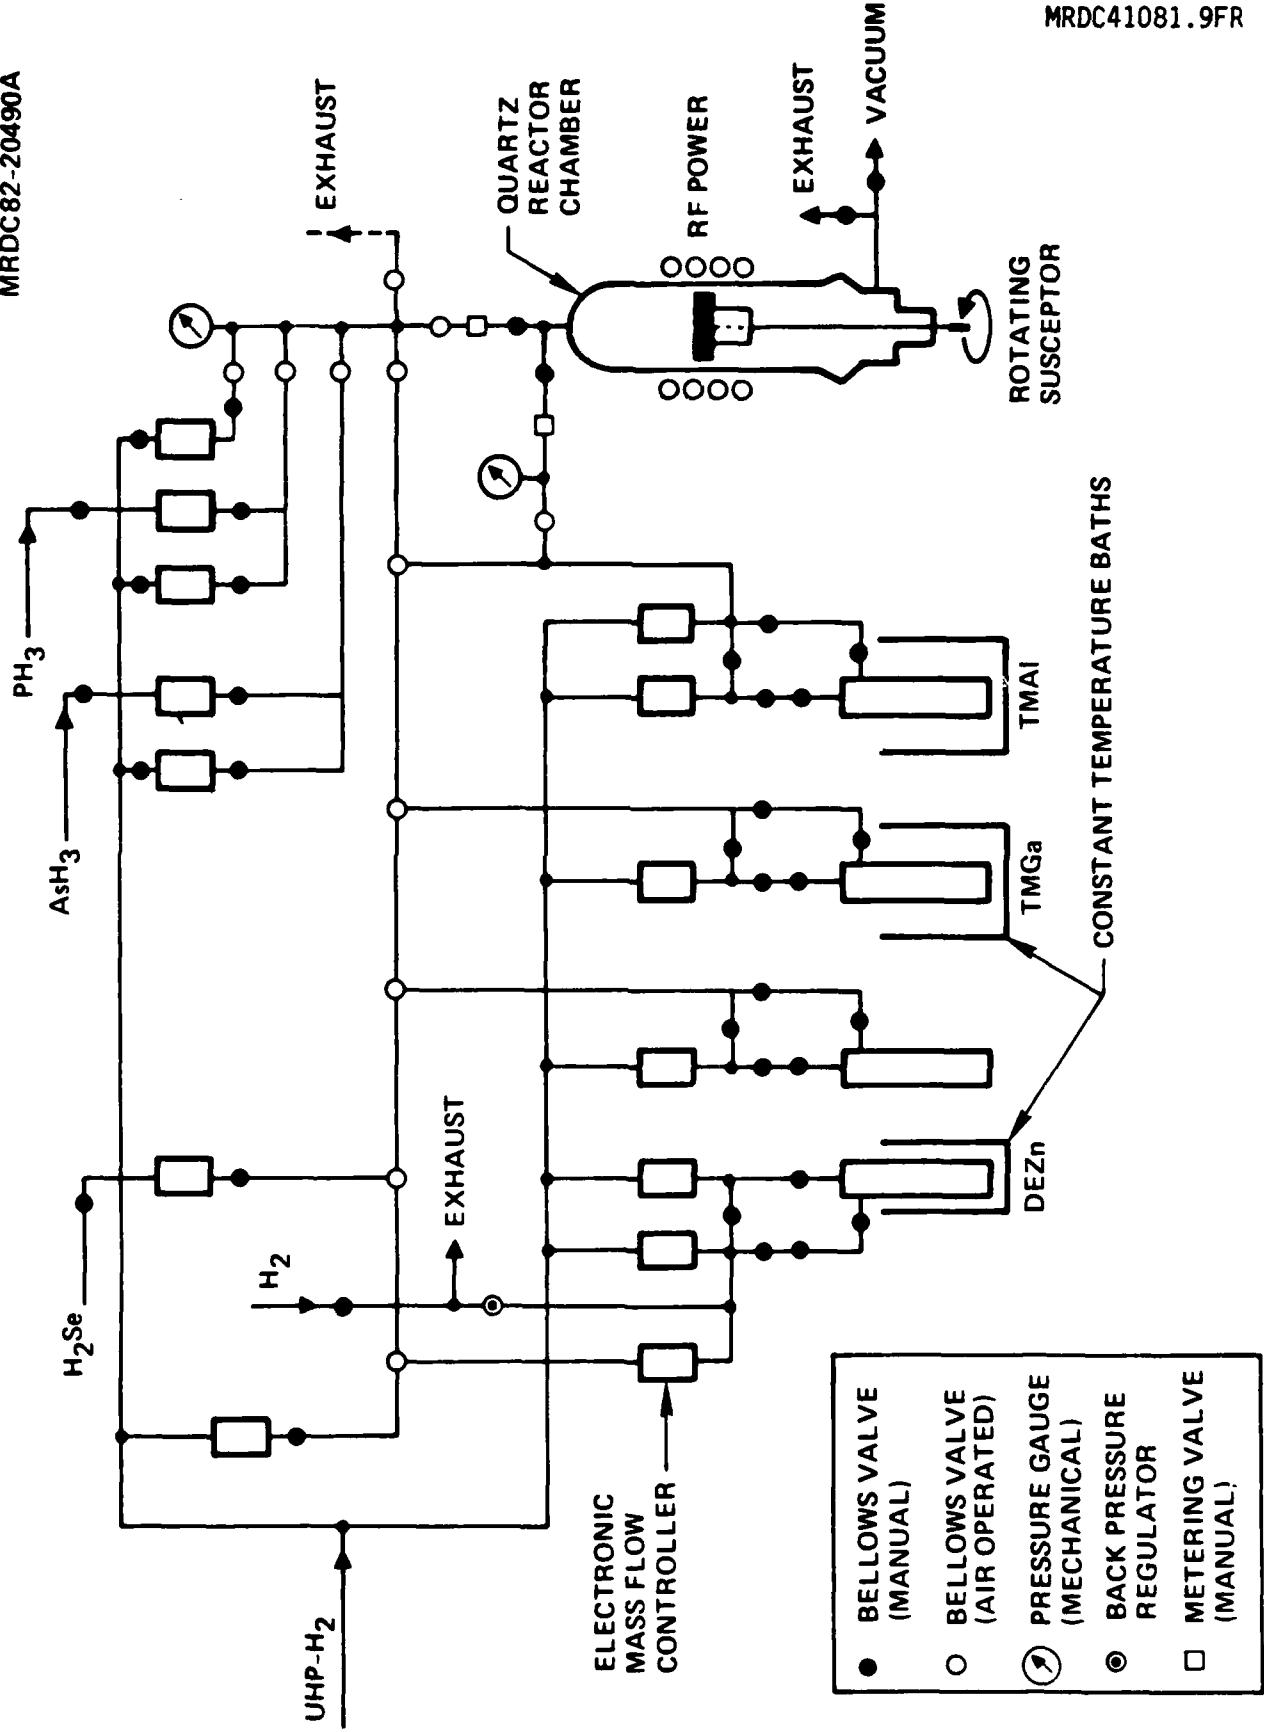 MRDC41081.9FR
MRDC82-20490A
UHP-H2
H2Se
AsH3
PH3
H2
EXHAUST
EXHAUST
QUARTZ
REACTOR
CHAMBER
RF POWER
EXHAUST
VACUUM
ROTATING
SUSCEPTOR
ELECTRONIC
MASS FLOW
CONTROLLER
DEZn
TMGa
TMAl
CONSTANT TEMPERATURE BATHS
BELLOWS VALVE
(MANUAL)
BELLOWS VALVE
(AIR OPERATED)
PRESSURE GAUGE
(MECHANICAL)
BACK PRESSURE
REGULATOR
METERING VALVE
(MANUAL)